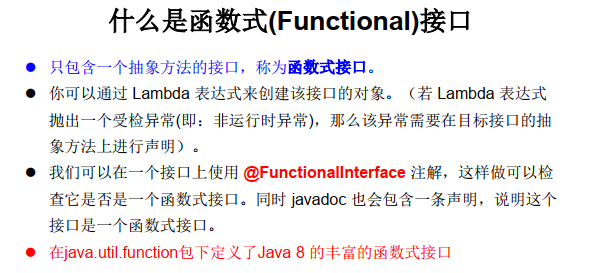 什么是函数式(Functional)接口
● 只包含一个抽象方法的接口，称为函数式接口。
● 你可以通过 Lambda 表达式来创建该接口的对象。（若 Lambda 表达式
抛出一个受检异常(即：非运行时异常)，那么该异常需要在目标接口的抽
象方法上进行声明）。
● 我们可以在一个接口上使用 @FunctionalInterface 注解，这样做可以检
查它是否是一个函数式接口。同时 javadoc 也会包含一条声明，说明这个
接口是一个函数式接口。
● 在java.util.function包下定义了Java 8 的丰富的函数式接口